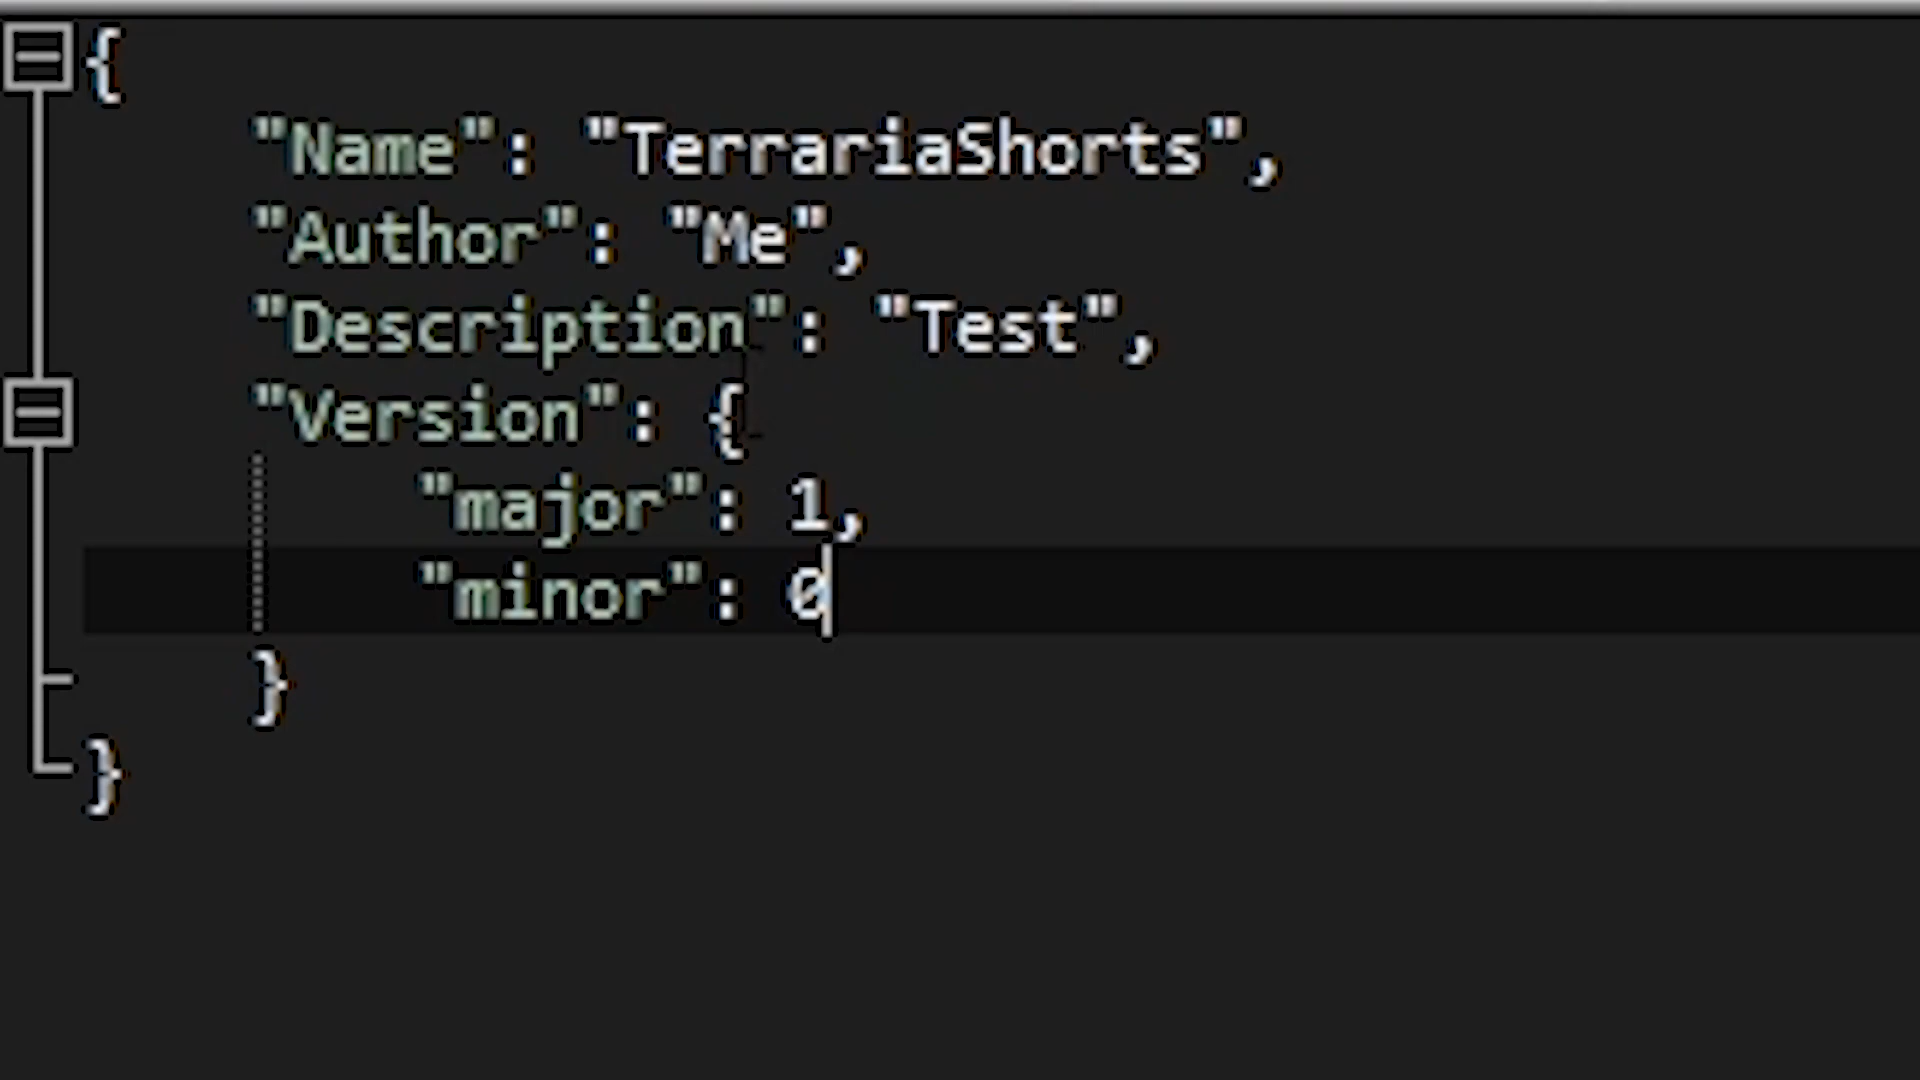 {
"Name": "TerrariaShorts",
"Author": "Me",
"Description": "Test",
"Version": {
"major": 1,
"minor": 0
}
}